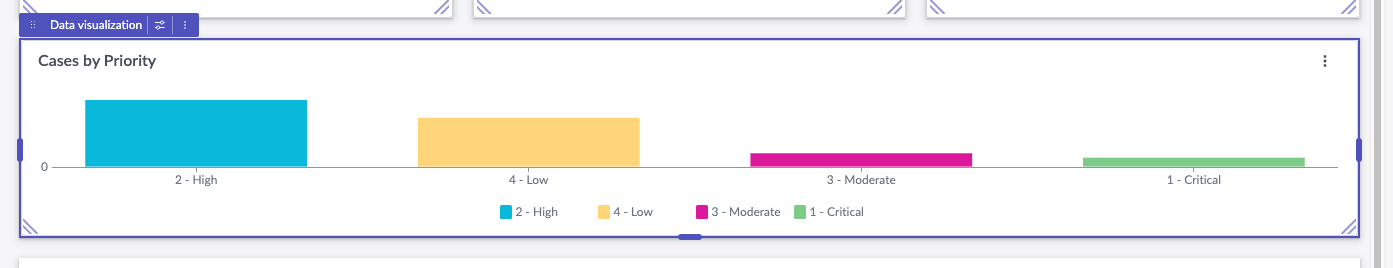 Data visualization
Cases by Priority
0
2 - High 4 - Low 3 - Moderate 1 - Critical
2 - High 4 - Low 3 - Moderate 1 - Critical